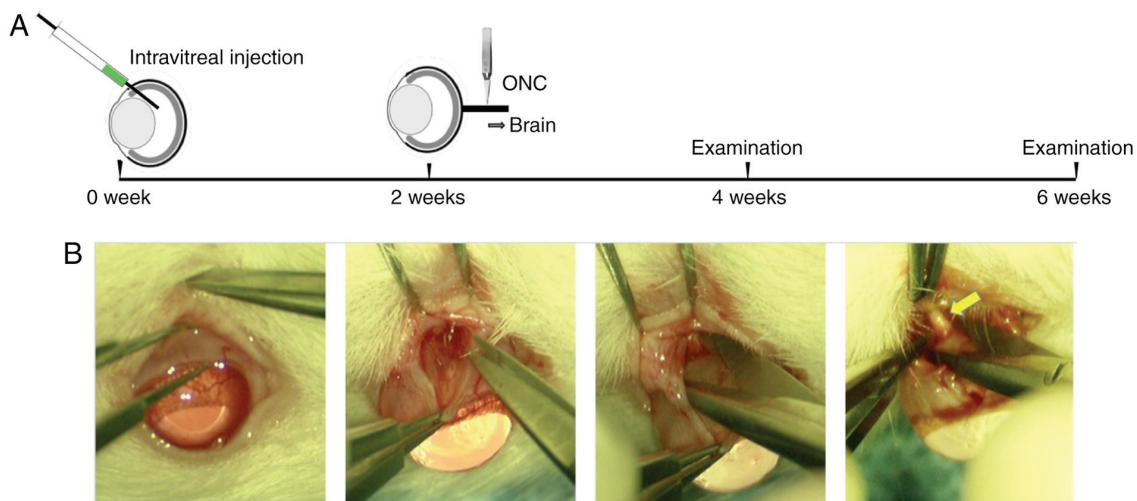 A
Intravitreal injection
ONC
Brain
Examination
Examination
0 week
2 weeks
4 weeks
6 weeks
B